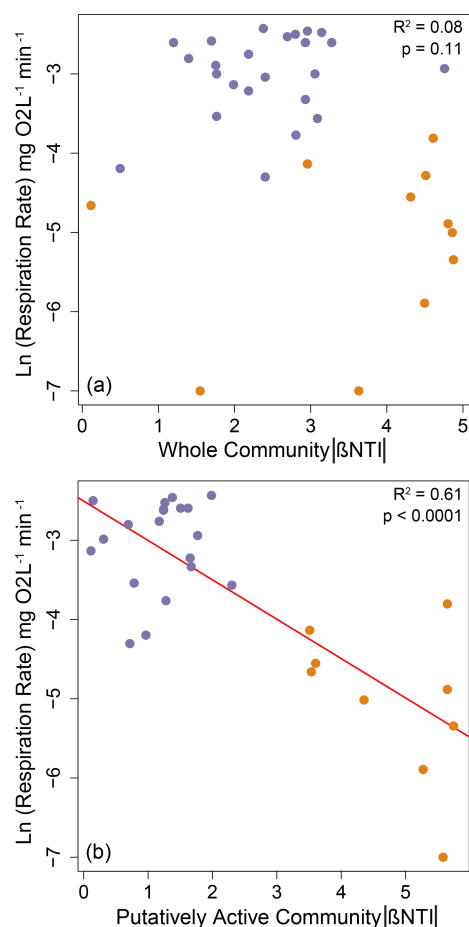 R² = 0.08
p = 0.11
Ln (Respiration Rate) mg O2L⁻¹ min⁻¹
-3
-4
-5
-6
-7
(a)
0 1 2 3 4 5
Whole Community|ßNTI|
R² = 0.61
p < 0.0001
Ln (Respiration Rate) mg O2L⁻¹ min⁻¹
-3
-4
-5
-6
-7
(b)
0 1 2 3 4 5
Putatively Active Community|ßNTI|